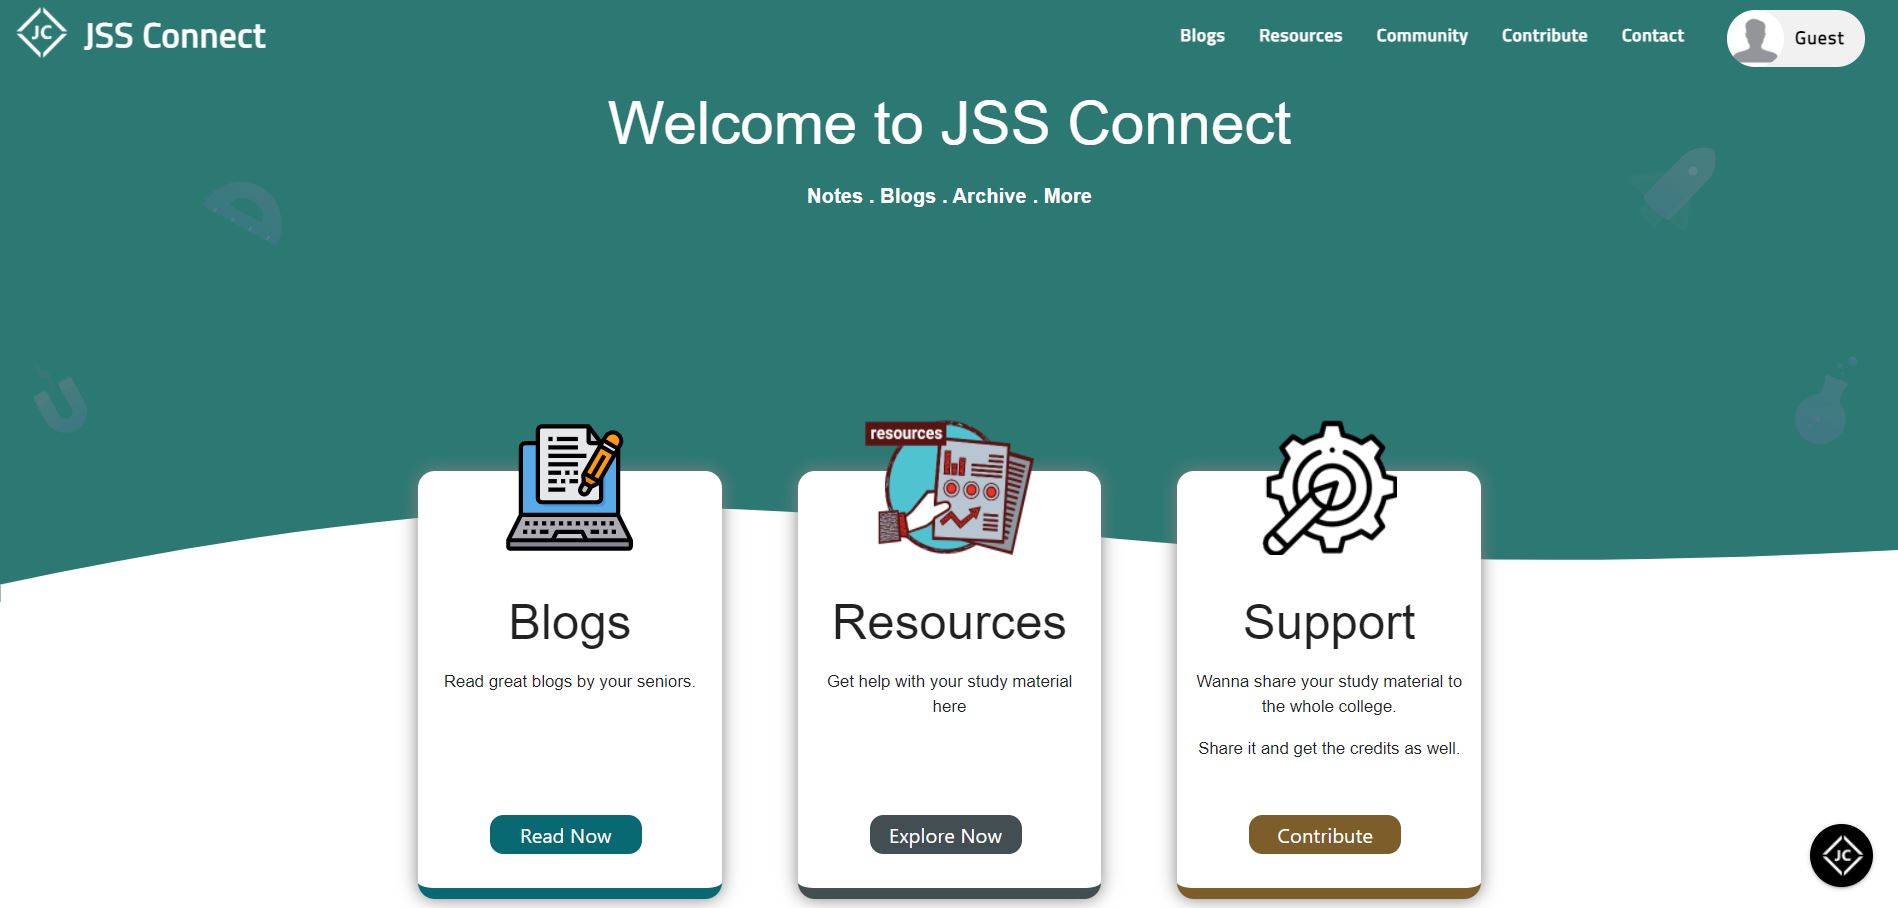 JC JSS Connect
Blogs Resources Community Contribute Contact Guest
Welcome to JSS Connect
Notes . Blogs . Archive . More
resources
Blogs
Read great blogs by your seniors.
Read Now
Resources
Get help with your study material
here
Explore Now
Support
Wanna share your study material to
the whole college.
Share it and get the credits as well.
Contribute
JC